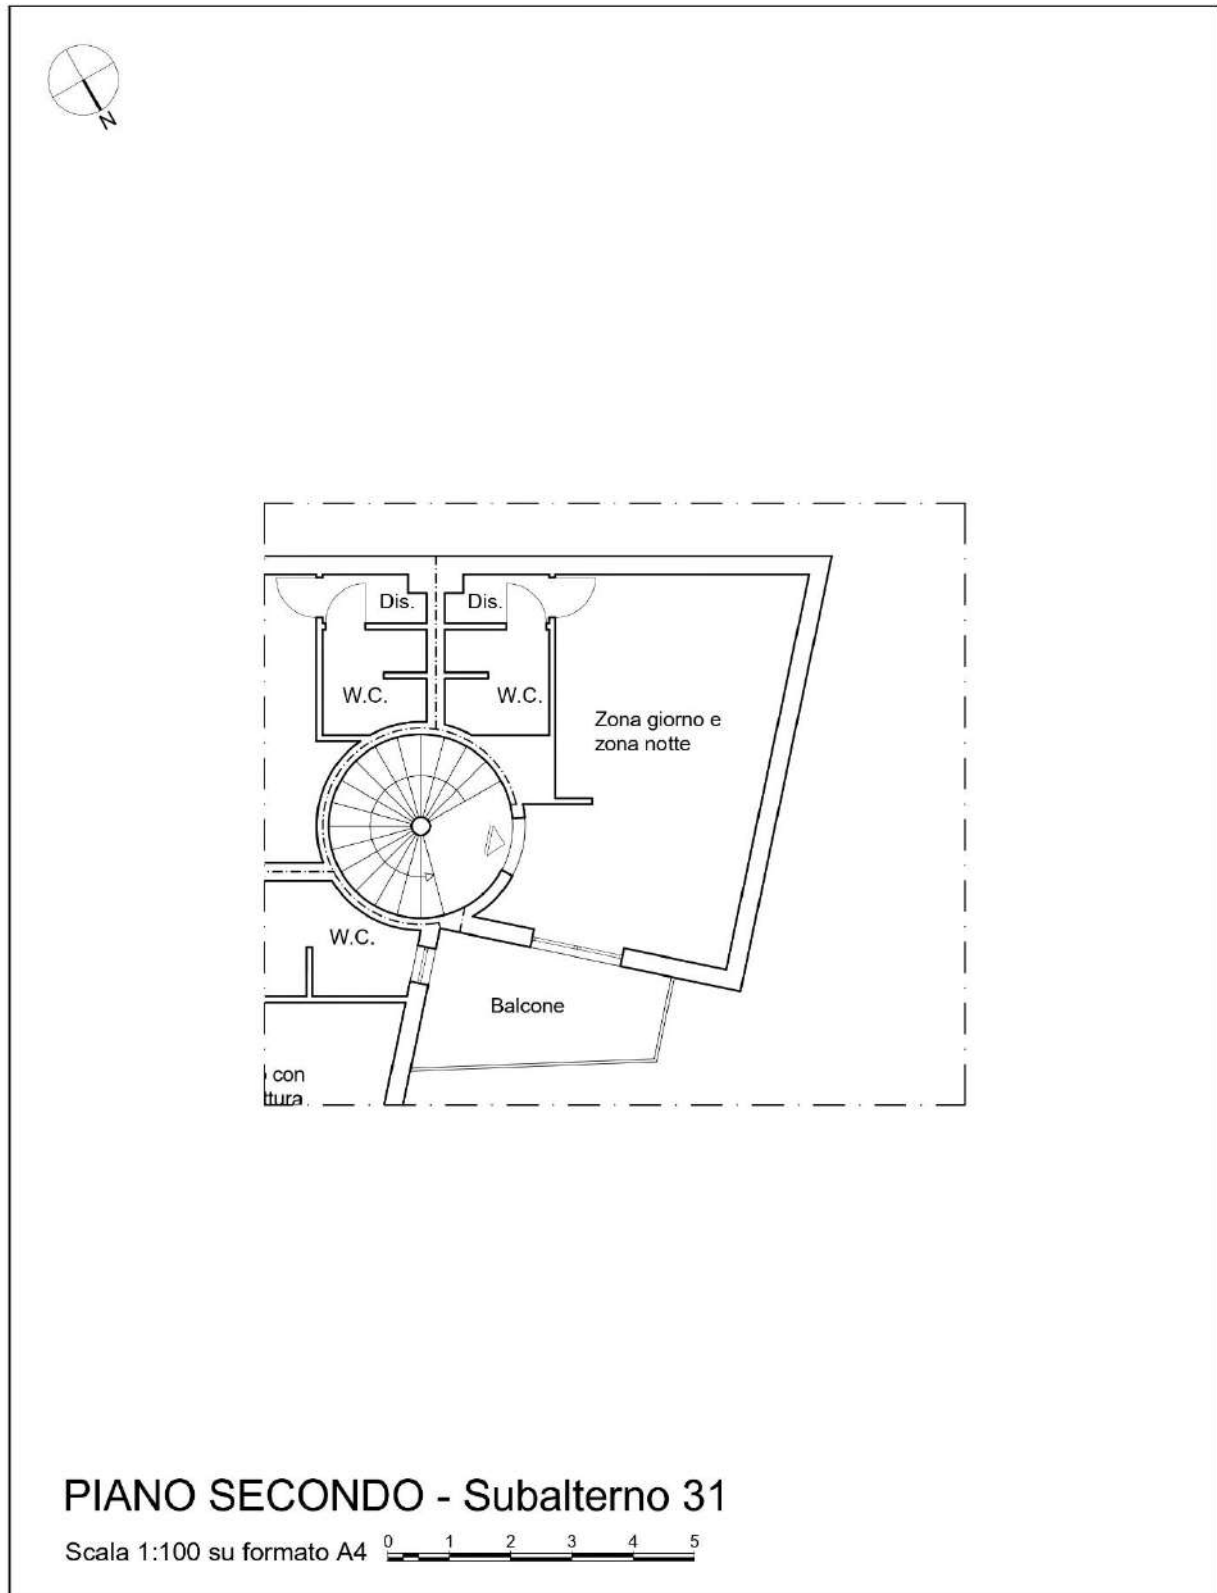 N
Dis. Dis.
W.C. W.C.
Zona giorno e
zona notte
W.C.
Balcone
con
ttura
PIANO SECONDO - Subalterno 31
Scala 1:100 su formato A4 0 1 2 3 4 5